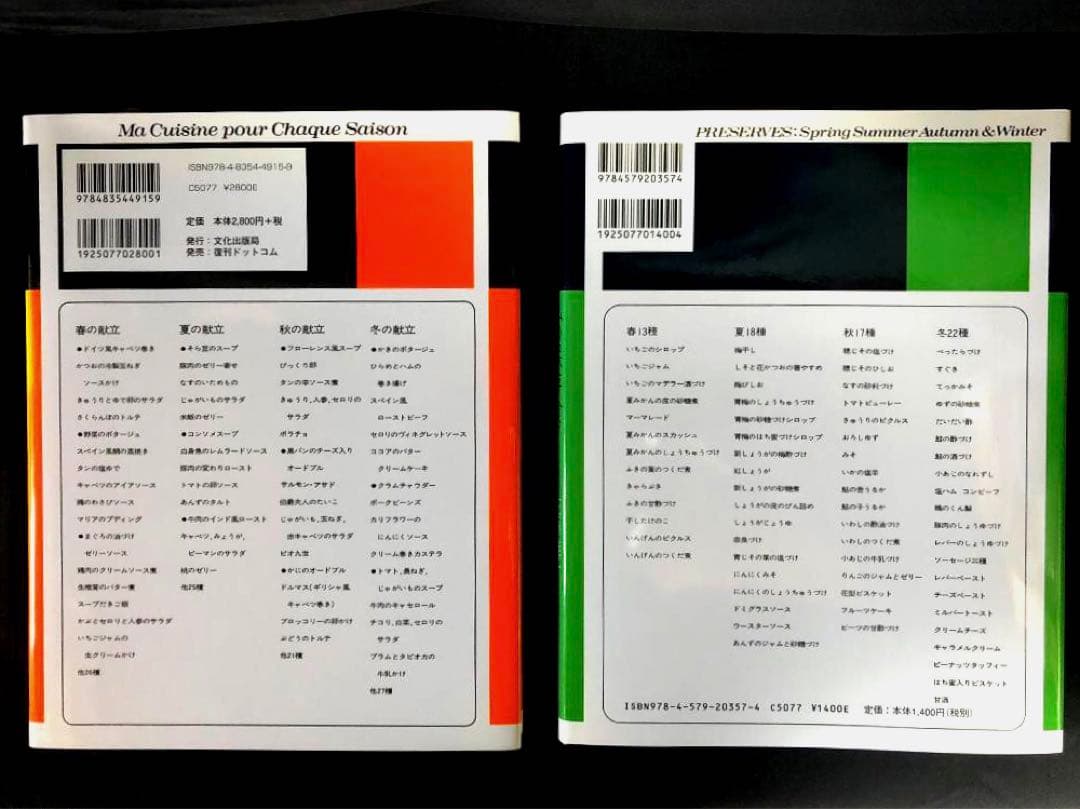 Ma Cuisine pour Chaque Saison
ISBN978-4-8354-4915-9
9784835449159
C5077 ¥2800E
定価 本体2,800円+税
1925077028001
発行:文化出版局
発売:復刊ドットコム
春の献立
●ドイツ風キャベツ巻き
かつおの冷製玉ねぎ
ソースかけ
きゅうりとゆで卵のサラダ
さくらんぼのトルテ
●野菜のポタージュ
スペイン風鯛の蒸焼き
タンの塩ゆで
キャベツのアイアソース
鶏のわさびソース
マリアのプディング
●まぐろの油づけ
ゼリーソース
鶏肉のクリームソース煮
生椎茸のバター煮
スープ炊きご飯
かぶとセロリと人参のサラダ
いちごジャムの
生クリームかけ
他26種
夏の献立
●そら豆のスープ
豚肉のゼリー寄せ
なすのいためもの
じゃがいものサラダ
水瓶のゼリー
●コンソメスープ
白身魚のレムラードソース
豚肉の変わりロースト
トマトの卵ソース
あんずのタルト
●牛肉のインド風ロースト
キャベツ、みょうが、
ピーマンのサラダ
桃のゼリー
他25種
秋の献立
●フローレンス風スープ
びっくり卵
タンの辛ソース煮
きゅうり、人参、セロリの
サラダ
ポラチョ
●黒パンのチーズ入り
オードブル
サルモン・アサド
伯爵夫人のたいこ
じゃがいも、玉ねぎ、
赤キャベツのサラダ
ピオ九世
●かにのオードブル
ドルマス(ギリシャ風
キャベツ巻き)
ブロッコリーの卵かけ
ぶどうのトルテ
他21種
冬の献立
●かきのポタージュ
ひらめとハムの
巻き揚げ
スペイン風
ローストビーフ
セロリのヴィネグレットソース
ココアのバター
クリームケーキ
●クラムチャウダー
ポークビーンズ
カリフラワーの
にんにくソース
クリーム巻きカステラ
●トマト、長ねぎ、
じゃがいものスープ
牛肉のキャセロール
チコリ、白菜、セロリの
サラダ
プラムとタピオカの
牛乳かけ
他27種
PRESERVES: Spring Summer Autumn & Winter
9784579203574
1925077014004
春13種
いちごのシロップ
いちごジャム
いちごのマデラー酒づけ
夏みかんの皮の砂糖煮
マーマレード
夏みかんのスカッシュ
夏みかんのしょうちゅうづけ
ふきの葉のつくだ煮
きゃらぶき
ふきの甘酢づけ
干したけのこ
いんげんのピクルス
いんげんのつくだ煮
夏18種
梅干し
しそと花かつおの箸やすめ
梅びしお
青梅のしょうちゅうづけ
青梅の砂糖づけシロップ
青梅のはち蜜づけシロップ
新しょうがの梅酢づけ
紅しょうが
新しょうがの砂糖煮
しょうがの皮のびん詰め
しょうがじょうゆ
奈良づけ
青じその葉の塩づけ
にんにくみそ
にんにくのしょうちゅうづけ
ドミグラスソース
ウースターソース
あんずのジャムと砂糖づけ
秋17種
穂じその塩づけ
穂じそのひしお
なすの砂利づけ
トマトピューレー
きゅうりのピクルス
おろしゆず
みそ
いかの塩辛
鮎の苦うるか
鮎の子うるか
いわしの酢油づけ
いわしのつくだ煮
小あじの牛乳づけ
りんごのジャムとゼリー
花型ビスケット
フルーツケーキ
ビーツの甘酢づけ
冬22種
べったらづけ
すぐき
てっかみそ
ゆずの砂糖煮
だいだい酢
鮭の酢づけ
鮭の酒づけ
小あじのなれずし
塩ハム コンビーフ
鶏のくん製
豚肉のしょうゆづけ
レバーのしょうゆづけ
ソーセージ20種
レバーペースト
チーズペースト
ミルバートースト
クリームチーズ
キャラメルクリーム
ピーナッツタッフィー
はち蜜入りビスケット
甘酒
ISBN978-4-579-20357-4 C5077 ¥1400E 定価:本体1,400円(税別)